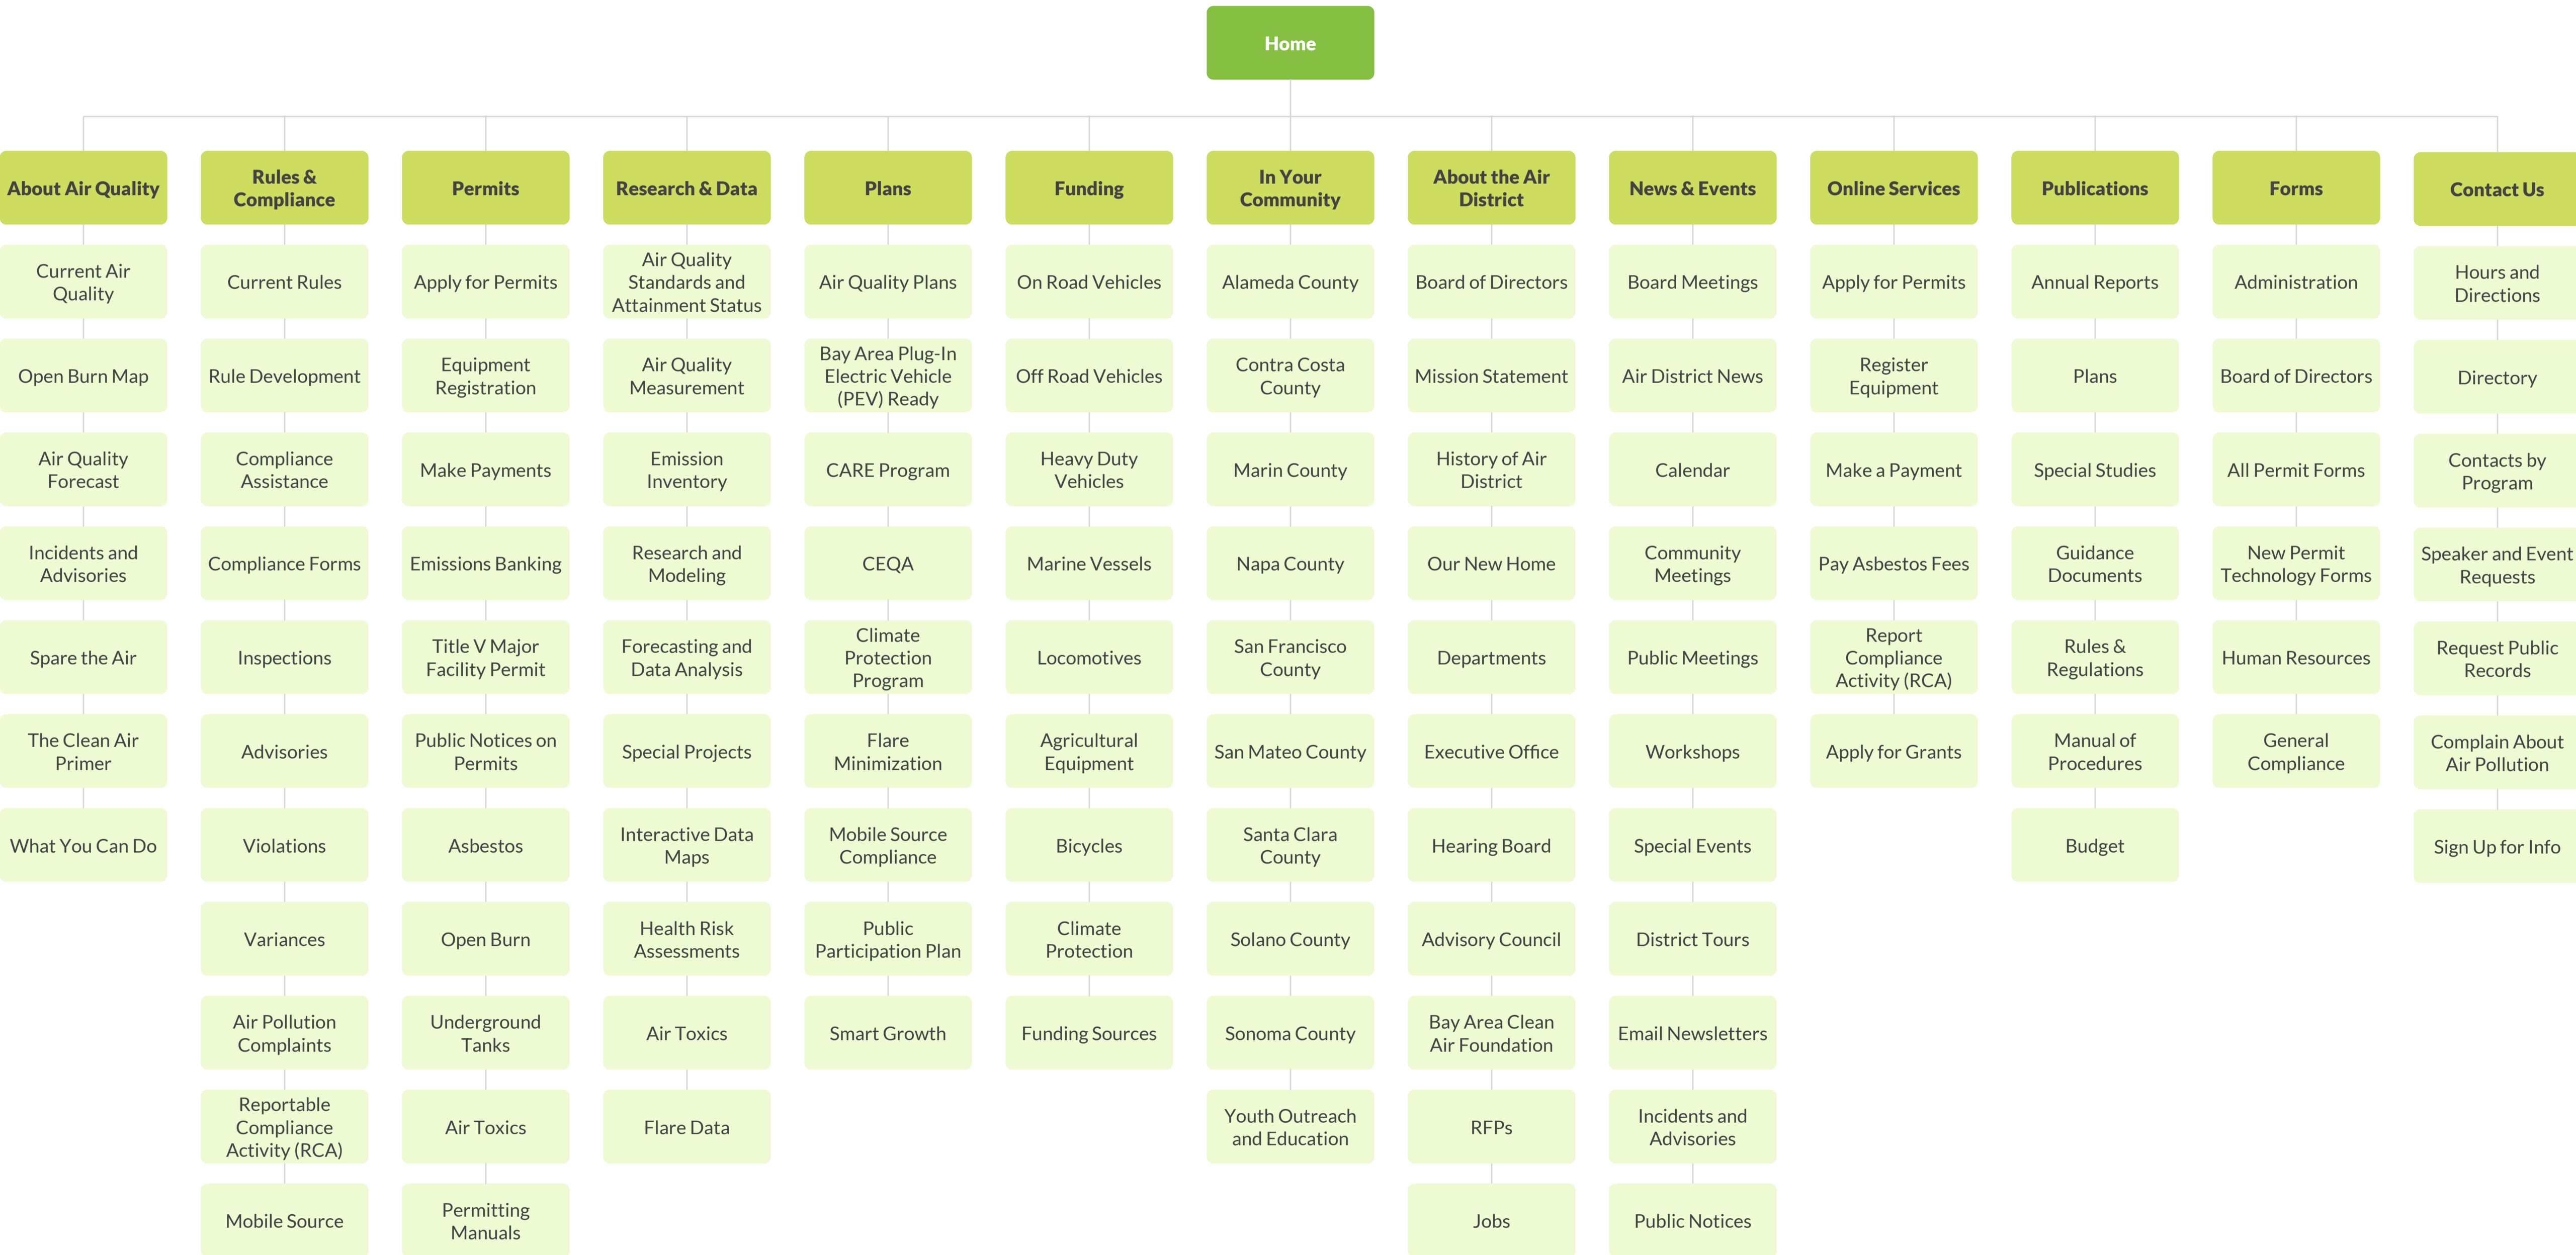 Home
About Air Quality
Current Air
Quality
Open Burn Map
Air Quality
Forecast
Incidents and
Advisories
Spare the Air
The Clean Air
Primer
What You Can Do
Rules &
Compliance
Current Rules
Rule Development
Compliance
Assistance
Compliance Forms
Inspections
Advisories
Violations
Variances
Air Pollution
Complaints
Reportable
Compliance
Activity (RCA)
Mobile Source
Permits
Apply for Permits
Equipment
Registration
Make Payments
Emissions Banking
Title V Major
Facility Permit
Public Notices on
Permits
Asbestos
Open Burn
Underground
Tanks
Air Toxics
Permitting
Manuals
Research & Data
Air Quality
Standards and
Attainment Status
Air Quality
Measurement
Emission
Inventory
Research and
Modeling
Forecasting and
Data Analysis
Special Projects
Interactive Data
Maps
Health Risk
Assessments
Air Toxics
Flare Data
Plans
Air Quality Plans
Bay Area Plug-In
Electric Vehicle
(PEV) Ready
CARE Program
CEQA
Climate
Protection
Program
Flare
Minimization
Mobile Source
Compliance
Public
Participation Plan
Smart Growth
Funding
On Road Vehicles
Off Road Vehicles
Heavy Duty
Vehicles
Marine Vessels
Locomotives
Agricultural
Equipment
Bicycles
Climate
Protection
Funding Sources
In Your
Community
Alameda County
Contra Costa
County
Marin County
Napa County
San Francisco
County
San Mateo County
Santa Clara
County
Solano County
Sonoma County
Youth Outreach
and Education
About the Air
District
Board of Directors
Mission Statement
History of Air
District
Our New Home
Departments
Executive Office
Hearing Board
Advisory Council
Bay Area Clean
Air Foundation
RFPs
Jobs
News & Events
Board Meetings
Air District News
Calendar
Community
Meetings
Public Meetings
Workshops
Special Events
District Tours
Email Newsletters
Incidents and
Advisories
Public Notices
Online Services
Apply for Permits
Register
Equipment
Make a Payment
Pay Asbestos Fees
Report
Compliance
Activity (RCA)
Apply for Grants
Publications
Annual Reports
Plans
Special Studies
Guidance
Documents
Rules &
Regulations
Manual of
Procedures
Budget
Forms
Administration
Board of Directors
All Permit Forms
New Permit
Technology Forms
Human Resources
General
Compliance
Contact Us
Hours and
Directions
Directory
Contacts by
Program
Speaker and Event
Requests
Request Public
Records
Complain About
Air Pollution
Sign Up for Info